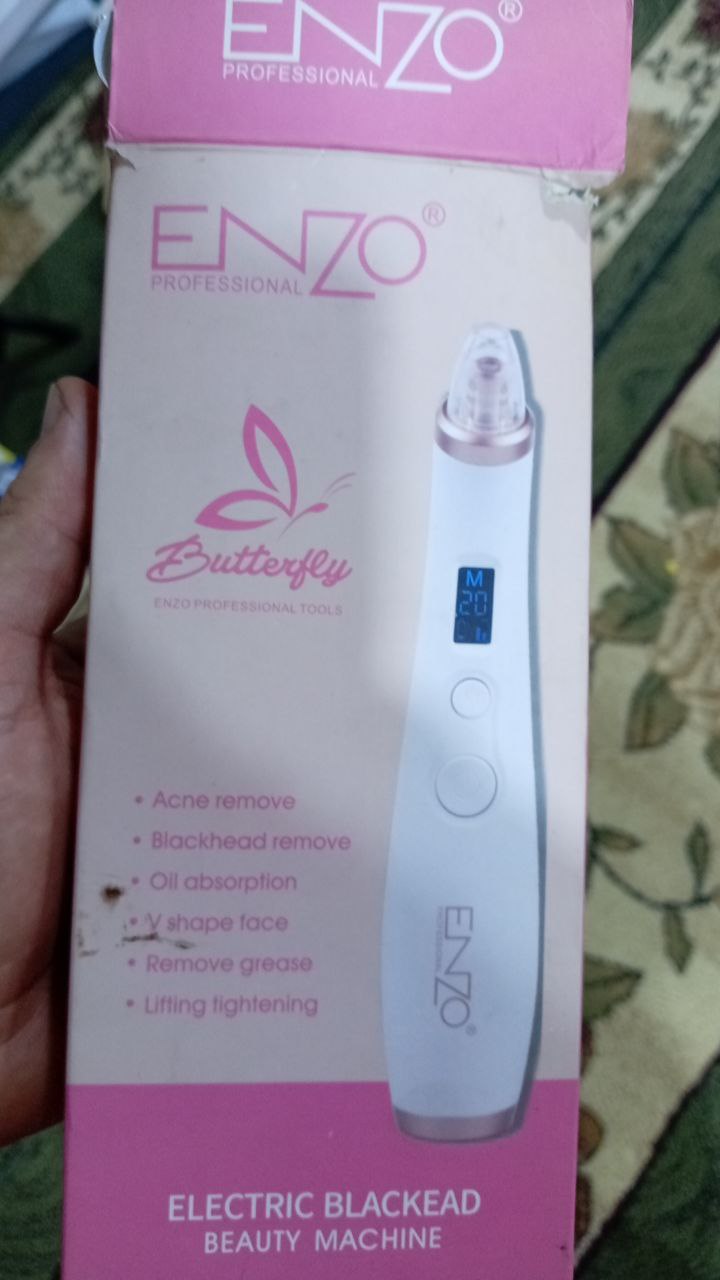 ENZO®
PROFESSIONAL
ENZO®
PROFESSIONAL
Butterfly
ENZO PROFESSIONAL TOOLS
M
20
• Acne remove
• Blackhead remove
• Oil absorption
• V shape face
• Remove grease
• Lifting tightening
ENZO®
PROFESSIONAL
ELECTRIC BLACKEAD
BEAUTY MACHINE